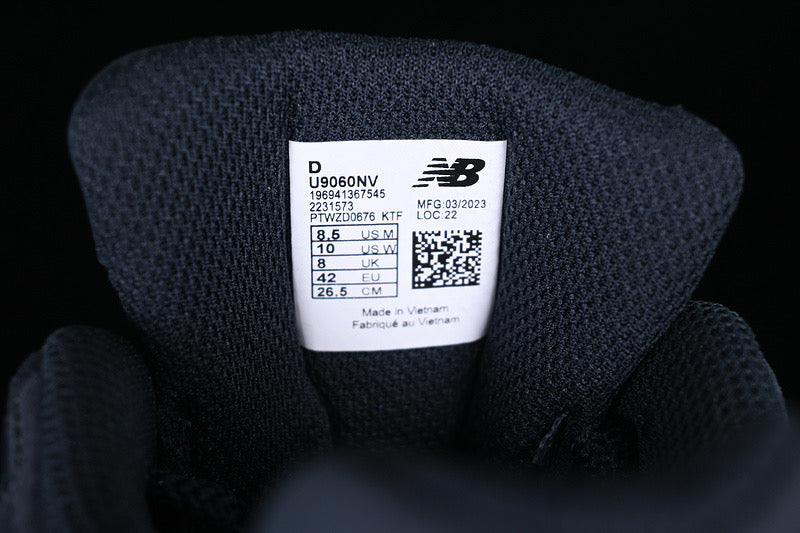 D
U9060NV
196941367545
2231573
PTWZD0676 KTF
NB
MFG:03/2023
LOC:22
8.5 US M
10 US W
8 UK
42 EU
26.5 CM
Made in Vietnam
Fabriqué au Vietnam